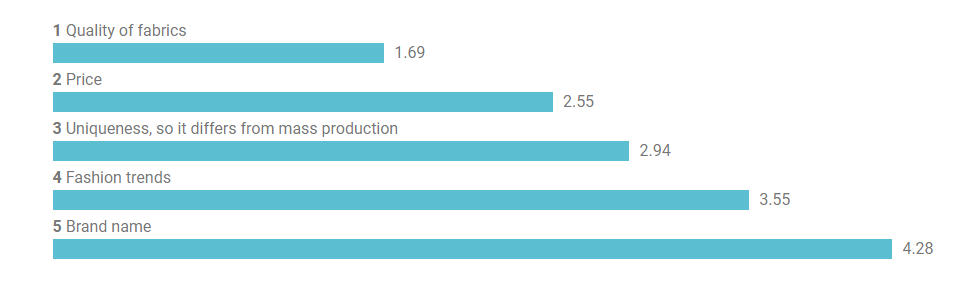 1 Quality of fabrics
1.69
2 Price
2.55
3 Uniqueness, so it differs from mass production
2.94
4 Fashion trends
3.55
5 Brand name
4.28